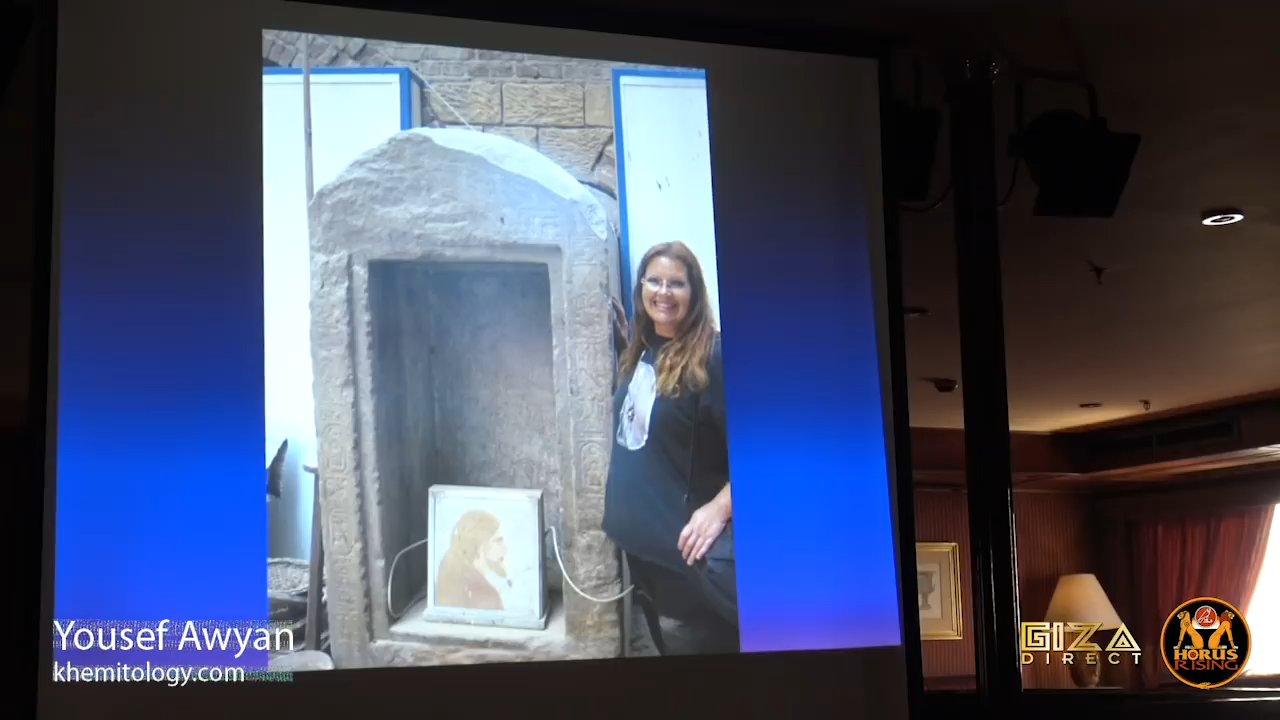 Yousef Awyan
khemitology.com
GIZA
DIRECT
HORUS
RISING